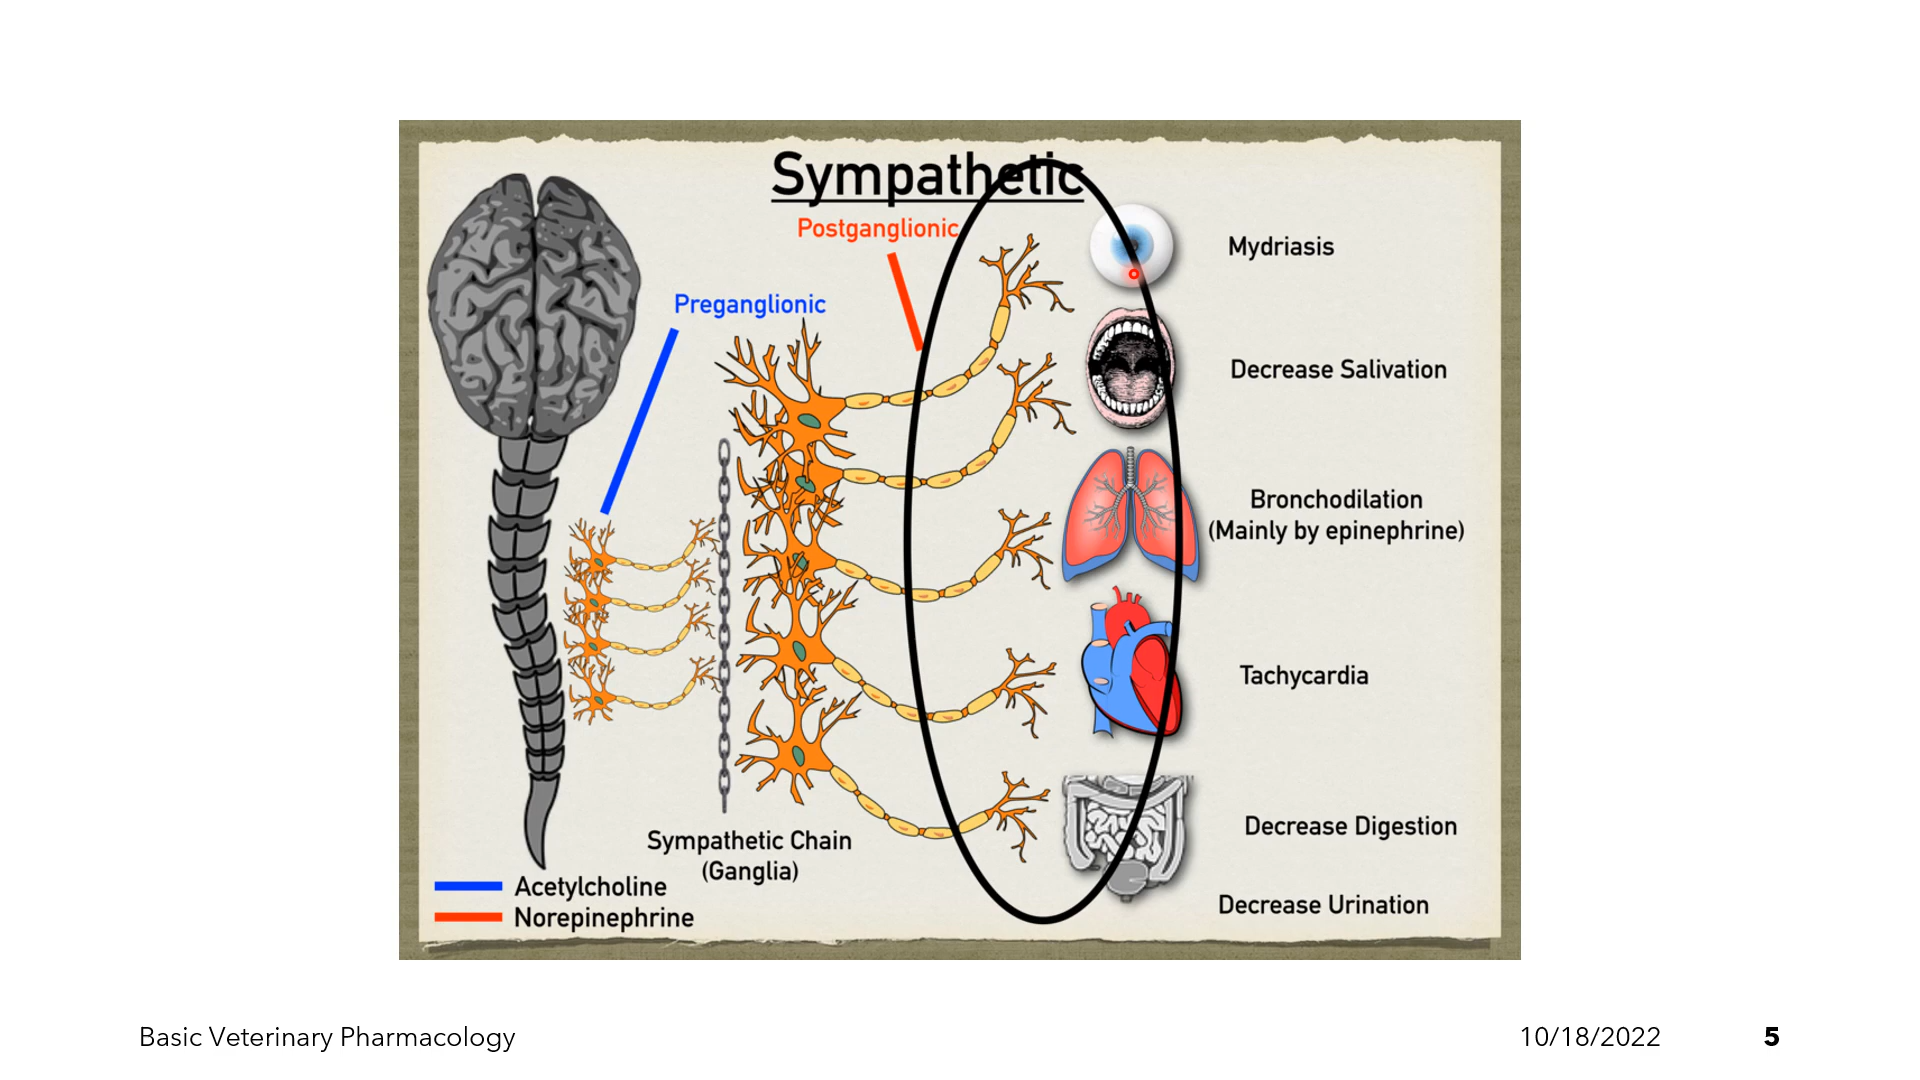 Sympathetic
Postganglionic
Preganglionic
Mydriasis
Decrease Salivation
Bronchodilation
(Mainly by epinephrine)
Tachycardia
Decrease Digestion
Decrease Urination
Sympathetic Chain
(Ganglia)
Acetylcholine
Norepinephrine
Basic Veterinary Pharmacology
10/18/2022
5